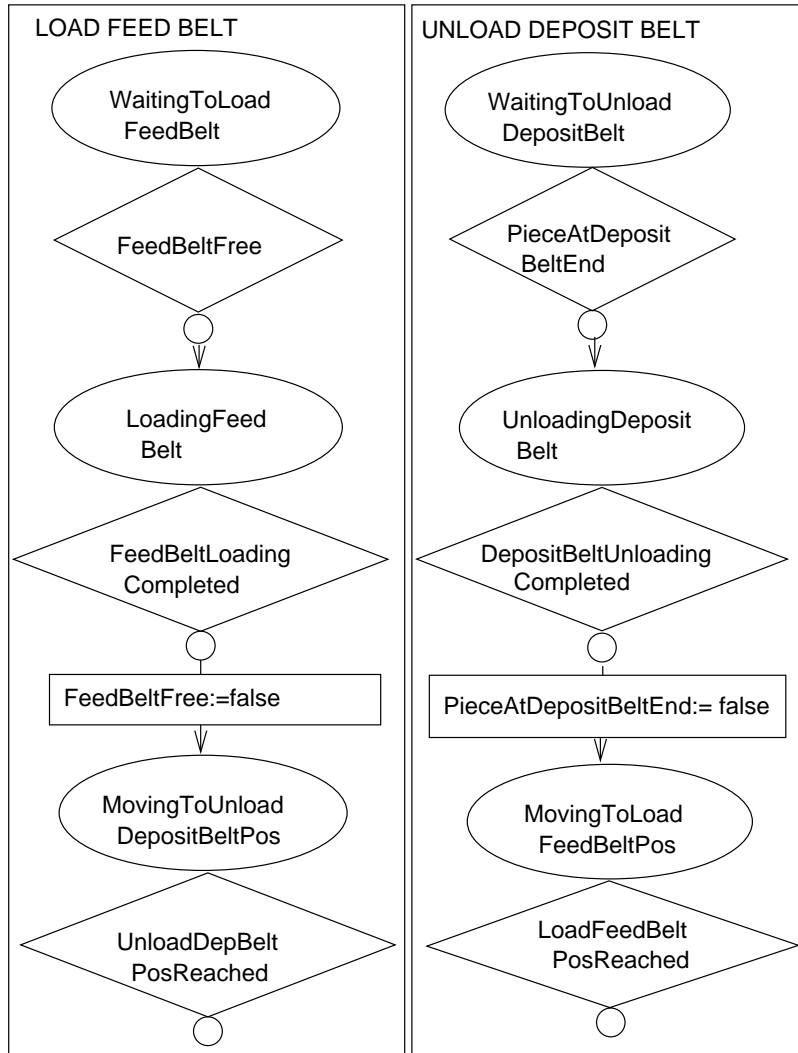 LOAD FEED BELT
WaitingToLoad
FeedBelt
FeedBeltFree
LoadingFeed
Belt
FeedBeltLoading
Completed
FeedBeltFree:=false
MovingToUnload
DepositBeltPos
UnloadDepBelt
PosReached
UNLOAD DEPOSIT BELT
WaitingToUnload
DepositBelt
PieceAtDeposit
BeltEnd
UnloadingDeposit
Belt
DepositBeltUnloading
Completed
PieceAtDepositBeltEnd:= false
MovingToLoad
FeedBeltPos
LoadFeedBelt
PosReached